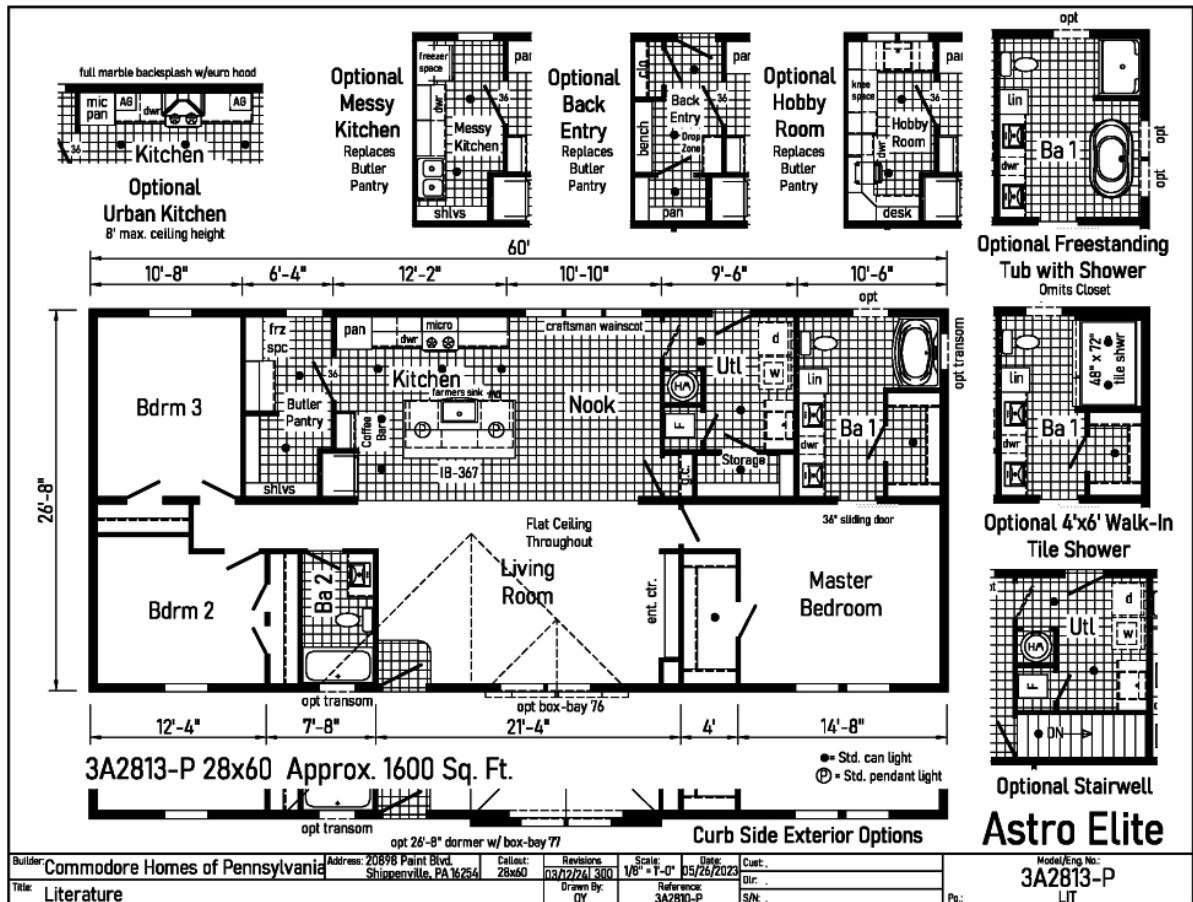 full marble backsplash w/euro hood
mic
pan
AG
dwr
AG
36
Kitchen
Optional
Urban Kitchen
8' max. ceiling height
Optional
Messy
Kitchen
Replaces
Butler
Pantry
freezer
space
pan
dwr
36
Messy
Kitchen
shlvs
Optional
Back
Entry
Replaces
Butler
Pantry
clo
pan
36
Back
Entry
bench
Drop
Zone
pan
Optional
Hobby
Room
Replaces
Butler
Pantry
pan
knee
space
36
Hobby
Room
dwr
desk
opt
lin
dwr
Ba 1
opt
opt
Optional Freestanding
Tub with Shower
Omits Closet
60'
10'-8"
6'-4"
12'-2"
10'-10"
9'-6"
10'-6"
opt
26'-8"
Bdrm 3
frz
spc
36
Butler
Pantry
shlvs
pan
dwr
micro
Kitchen
farmers sink
P
P
Coffee
Bar
IB-367
craftsman wainscot
Nook
Utl
d
w
HW
F
Storage
g.c.
lin
dwr
Ba 1
opt transom
36" sliding door
Flat Ceiling
Throughout
Living
Room
ent. ctr.
Master
Bedroom
Bdrm 2
Ba 2
opt transom
opt box-bay 76
lin
dwr
48" x 72"
tile shwr
Ba 1
Optional 4'x6' Walk-In
Tile Shower
Utl
d
w
HW
F
DN
Optional Stairwell
12'-4"
7'-8"
21'-4"
4'
14'-8"
3A2813-P 28x60 Approx. 1600 Sq. Ft.
= Std. can light
P = Std. pendant light
opt transom
opt 26'-8" dormer w/ box-bay 77
Curb Side Exterior Options
Astro Elite
Builder: Commodore Homes of Pennsylvania
Address: 20898 Paint Blvd.
Shippenville, PA 16254
Callout:
28x60
Revisions
03/12/24 300
Scale:
1/8" = 1'-0"
Date:
05/26/2023
Cust.:
Dlr.:
S/N:
Model/Eng. No.:
3A2813-P
Title: Literature
Drawn By:
OY
Reference:
3A2810-P
Pg.:
LIT